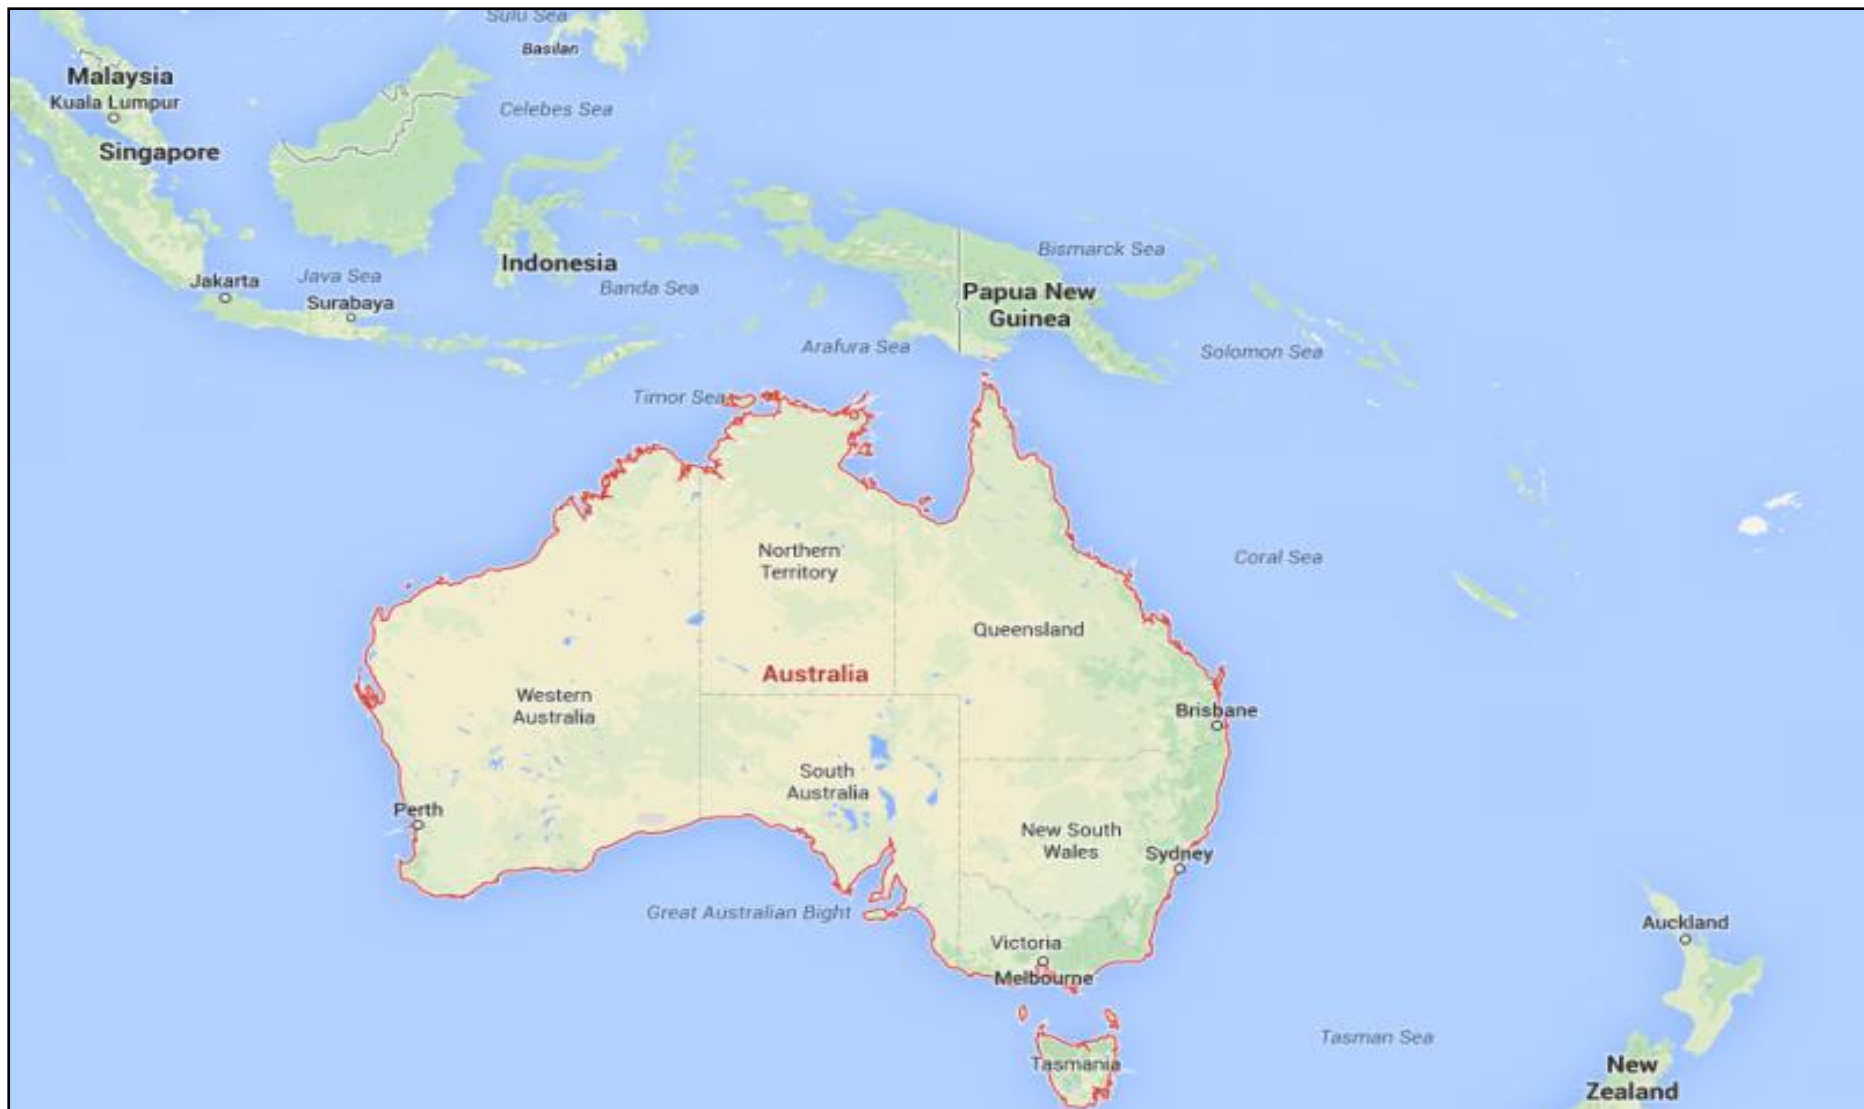 Sulu Sea
Basilan
Malaysia
Kuala Lumpur
Celebes Sea
Singapore
Bismarck Sea
Indonesia
Jakarta
Java Sea
Banda Sea
Surabaya
Papua New
Guinea
Arafura Sea
Solomon Sea
Timor Sea
Northern
Territory
Coral Sea
Queensland
Australia
Western
Australia
Brisbane
South
Australia
Perth
New South
Wales
Sydney
Great Australian Bight
Auckland
Victoria
Melbourne
Tasman Sea
Tasmania
New
Zealand